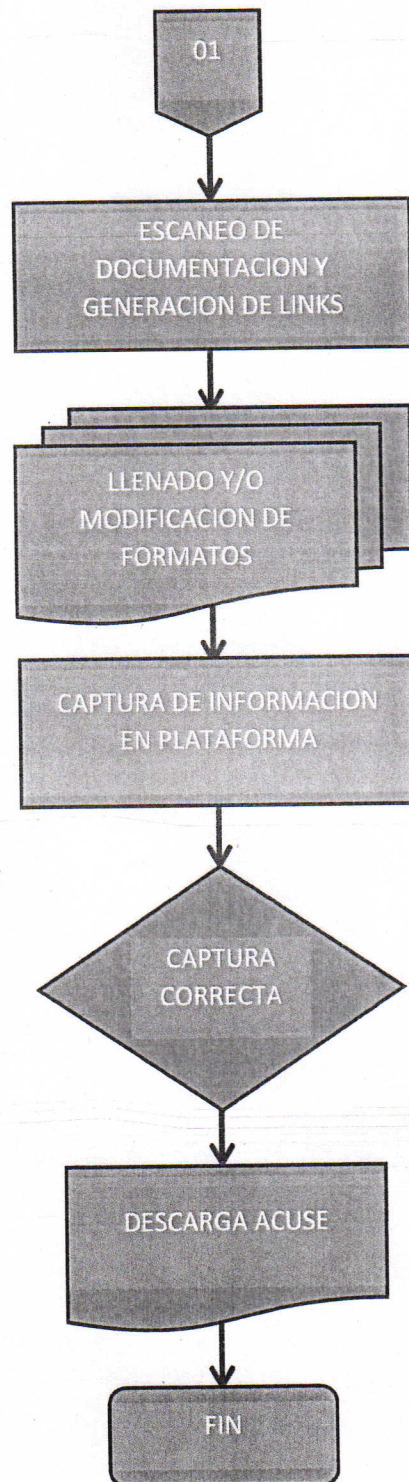 01
ESCANEO DE
DOCUMENTACION Y
GENERACION DE LINKS
LLENADO Y/O
MODIFICACION DE
FORMATOS
CAPTURA DE INFORMACION
EN PLATAFORMA
CAPTURA
CORRECTA
DESCARGA ACUSE
FIN